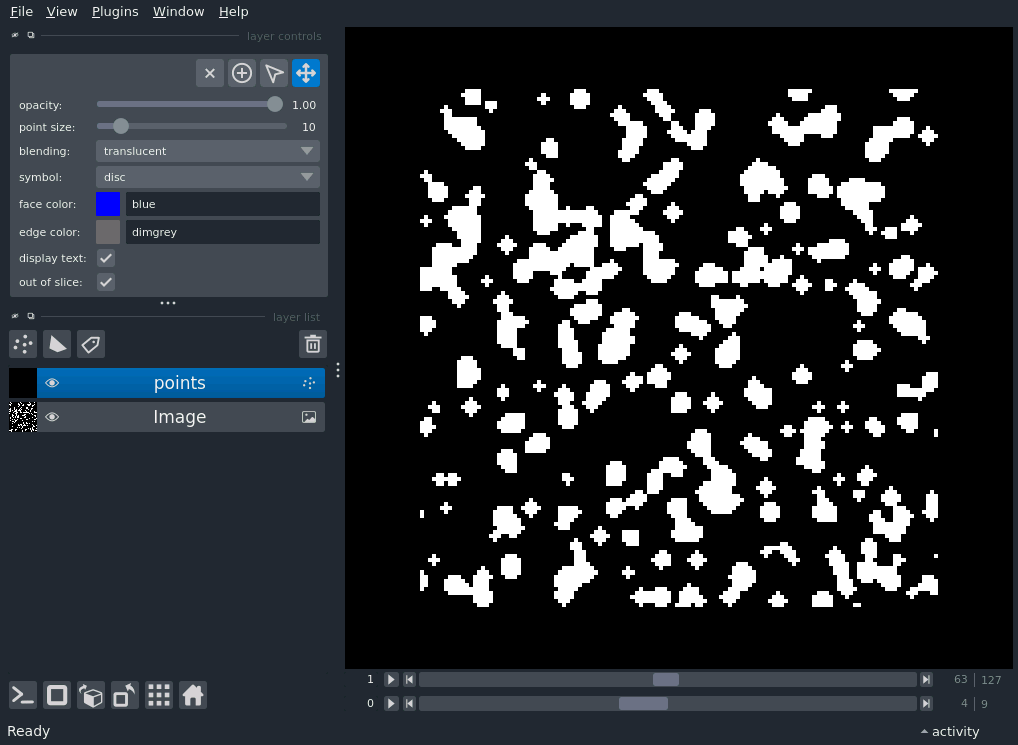 File View Plugins Window Help
layer controls
opacity: 1.00
point size: 10
blending: translucent
symbol: disc
face color: blue
edge color: dimgrey
display text:
out of slice:
layer list
points
Image
1 63 127
0 4 9
Ready activity